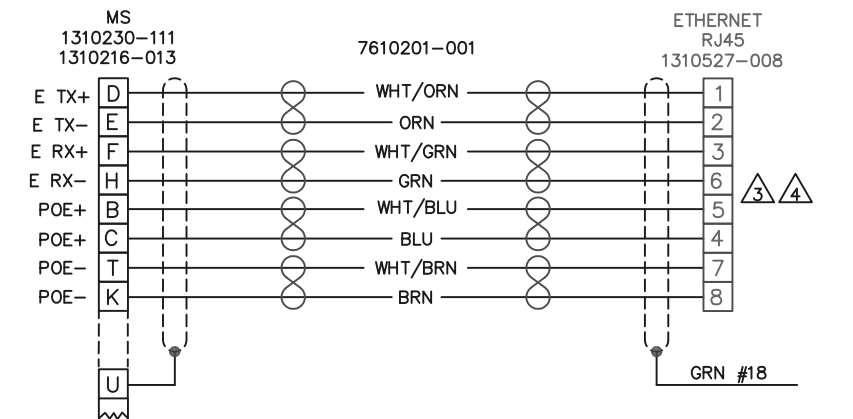 MS
1310230-111
1310216-013
7610201-001
ETHERNET
RJ45
1310527-008
E TX+ D WHT/ORN 1
E TX- E ORN 2
E RX+ F WHT/GRN 3
E RX- H GRN 6
POE+ B WHT/BLU 5
POE+ C BLU 4
POE- T WHT/BRN 7
POE- K BRN 8
3 4
U
GRN #18